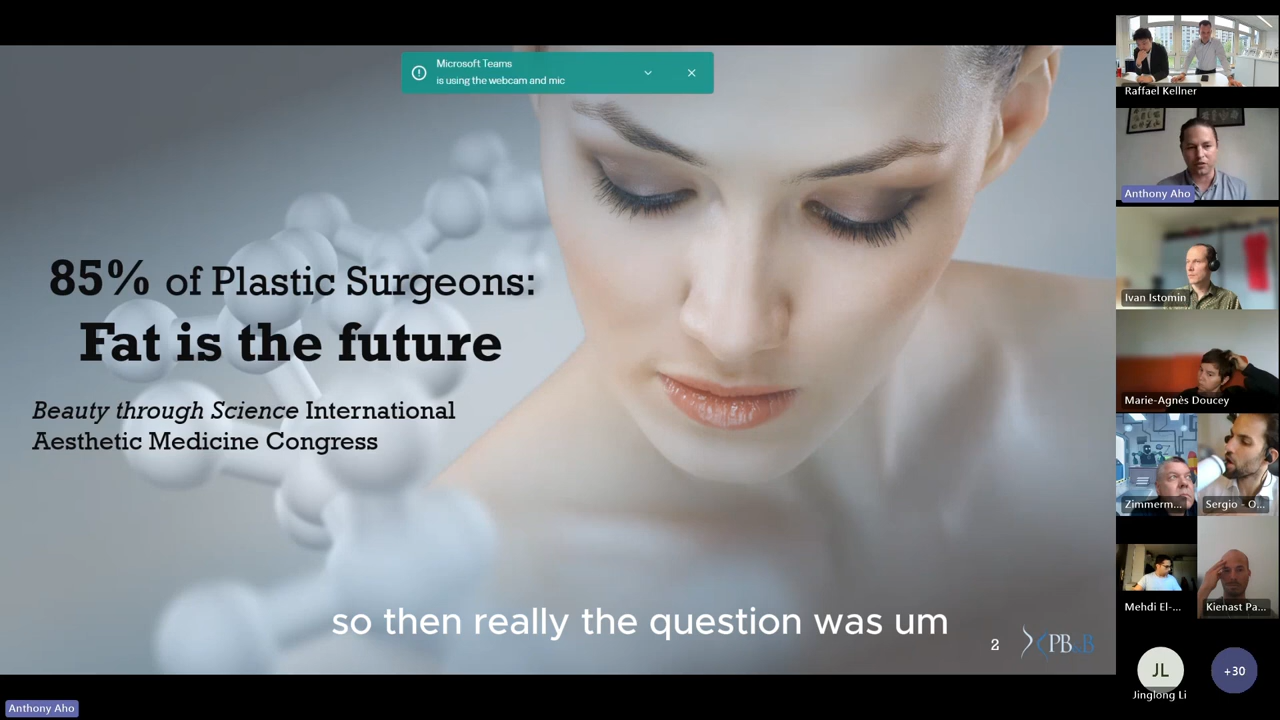 Microsoft Teams
is using the webcam and mic
85% of Plastic Surgeons:
Fat is the future
Beauty through Science International
Aesthetic Medicine Congress
so then really the question was um
2
PB&B
Anthony Aho
Raffael Kellner
Anthony Aho
Ivan Istomin
Marie-Agnès Doucey
Zimmerm...
Sergio - O...
Mehdi El-...
Kienast Pa...
JL
Jinglong Li
+30